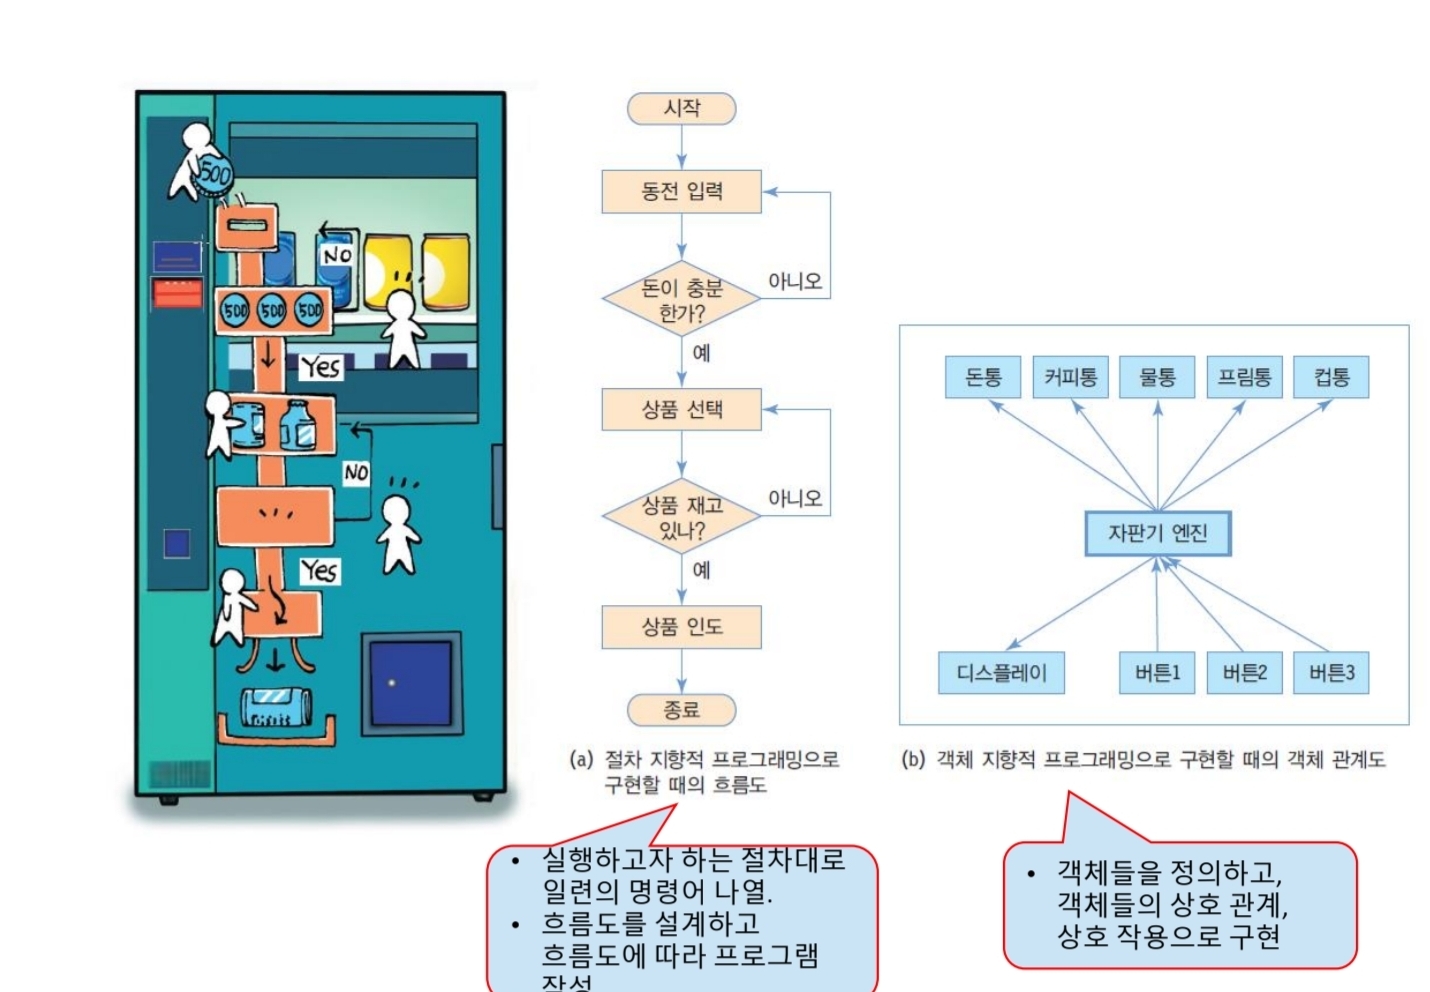 500
NO
500 500 500
Yes
NO
Yes
시작
동전 입력
돈이 충분
한가?
아니오
예
상품 선택
상품 재고
있나?
아니오
예
상품 인도
종료
(a) 절차 지향적 프로그래밍으로
구현할 때의 흐름도
돈통 커피통 물통 프림통 컵통
자판기 엔진
디스플레이 버튼1 버튼2 버튼3
(b) 객체 지향적 프로그래밍으로 구현할 때의 객체 관계도
• 실행하고자 하는 절차대로
일련의 명령어 나열.
• 흐름도를 설계하고
흐름도에 따라 프로그램
작성
• 객체들을 정의하고,
객체들의 상호 관계,
상호 작용으로 구현